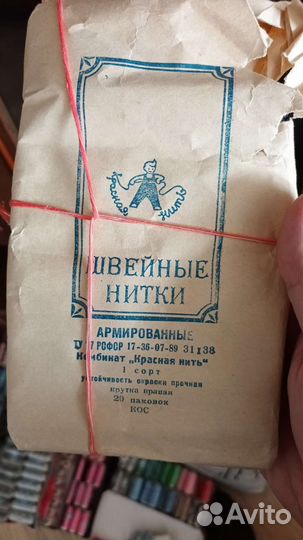 Красная нить
ШВЕЙНЫЕ
НИТКИ
АРМИРОВАННЫЕ
РСФСР 17-36-07-89 31138
Комбинат „Красная нить"
1 сорт
устойчивость окраски прочная
крутка правая
20 паковок
КОС
Avito